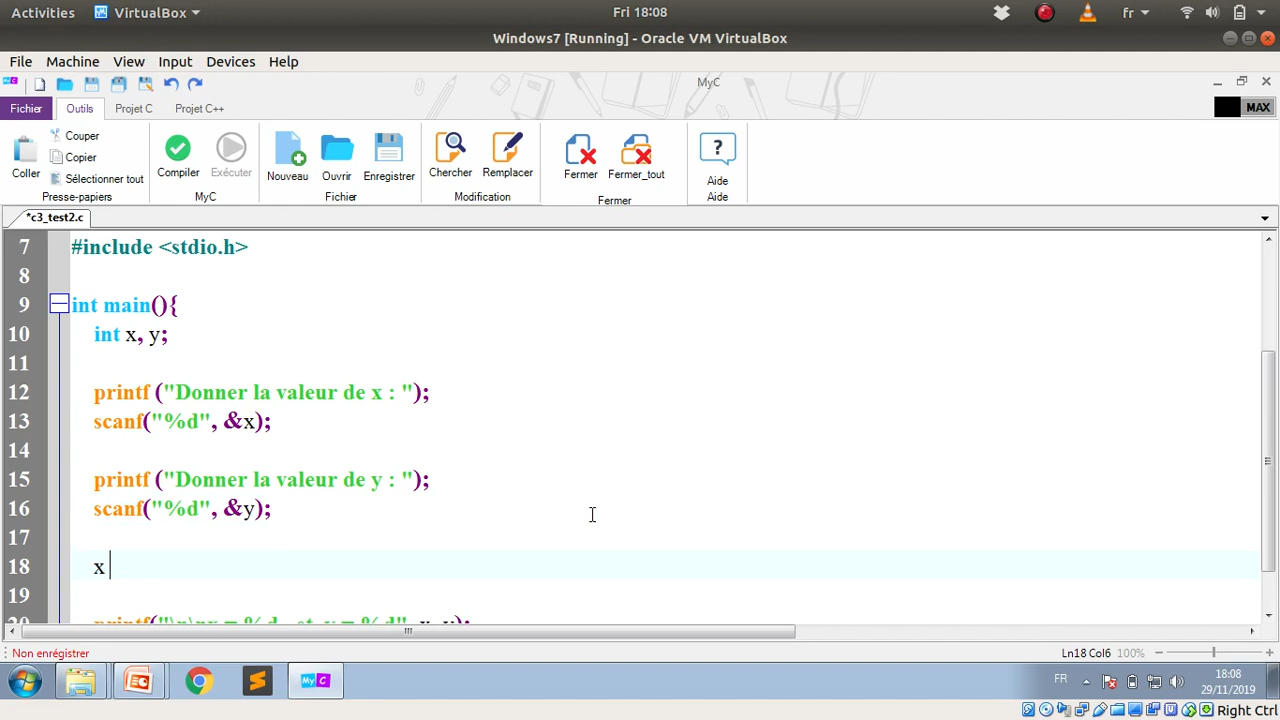 Activities VirtualBox Fri 18:08 fr
Windows7 [Running] - Oracle VM VirtualBox
File Machine View Input Devices Help
MyC
Fichier Outils Projet C Projet C++ MAX
Coller Couper Copier Sélectionner tout Compiler Exécuter Nouveau Ouvrir Enregistrer Chercher Remplacer Fermer Fermer_tout ? Aide
Presse-papiers MyC Fichier Modification Fermer Aide
*c3_test2.c
7 #include <stdio.h>
8
9 int main(){
10 int x, y;
11
12 printf ("Donner la valeur de x : ");
13 scanf("%d", &x);
14
15 printf ("Donner la valeur de y : ");
16 scanf("%d", &y);
17
18 x
19
20 printf("\n\nx = %d et y = %d", x, y);
Non enrégistrer Ln18 Col6 100%
MyC FR 18:08
29/11/2019
Right Ctrl